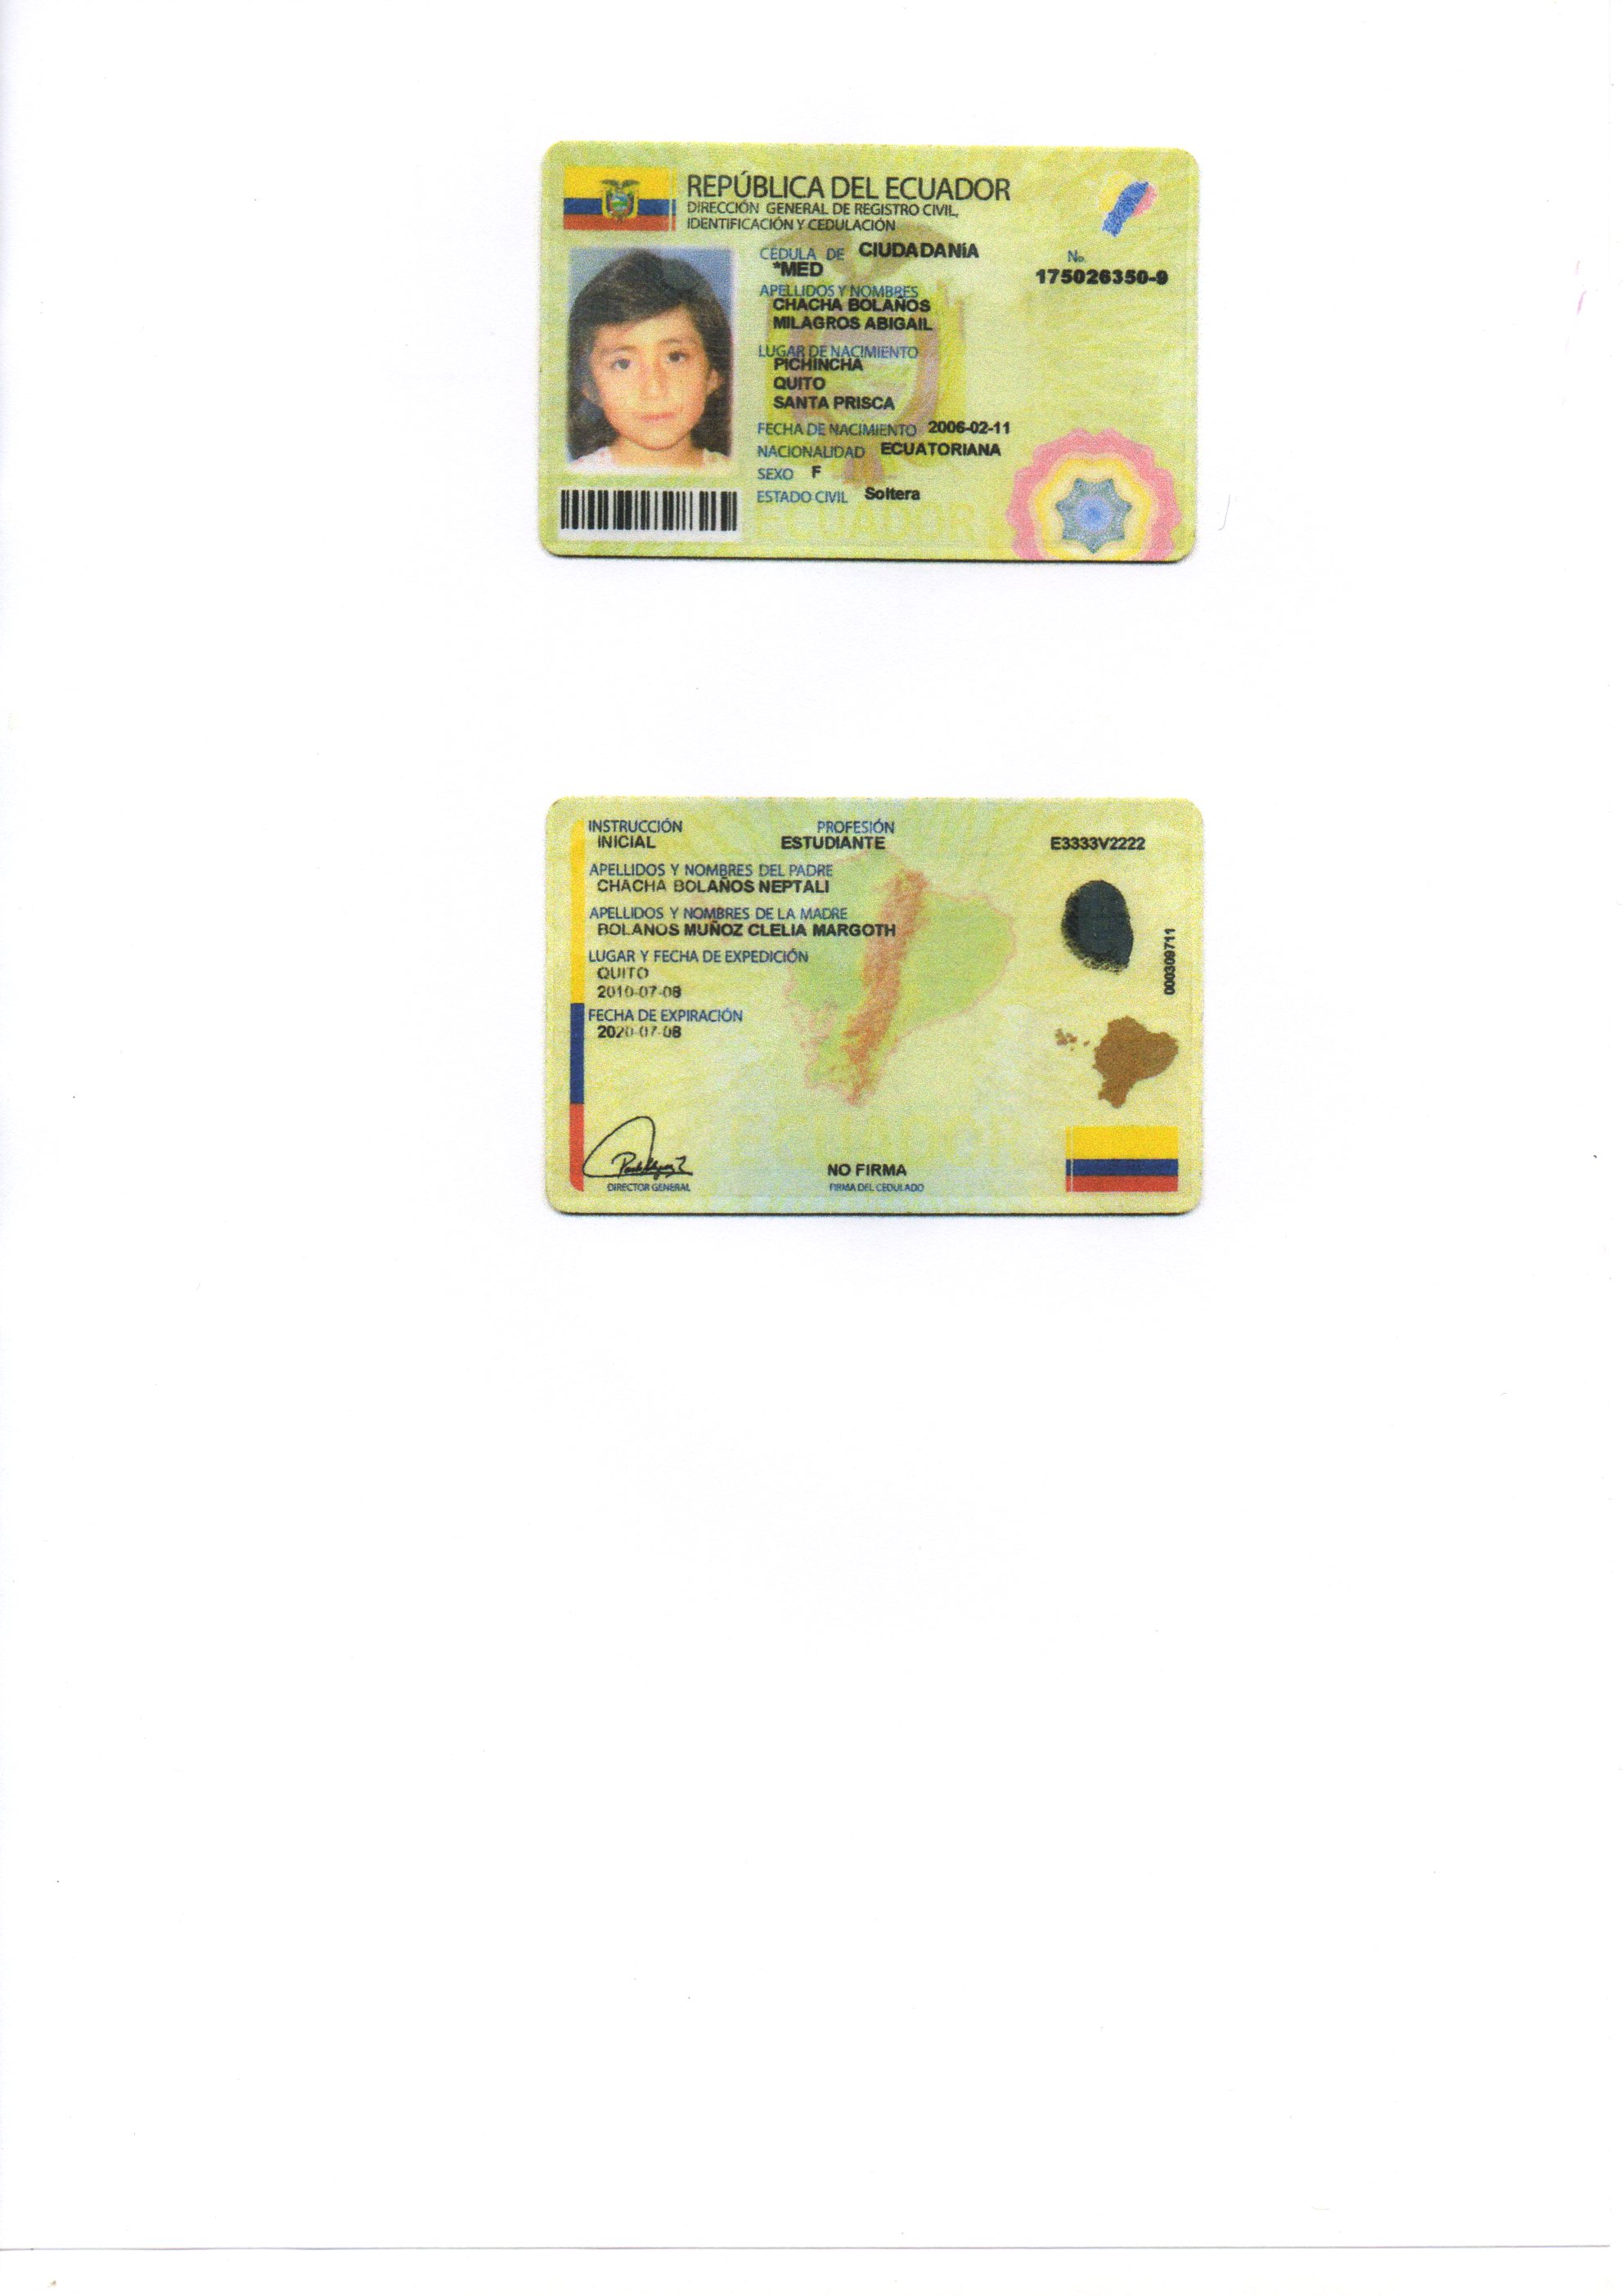 REPÚBLICA DEL ECUADOR
DIRECCIÓN GENERAL DE REGISTRO CIVIL,
IDENTIFICACIÓN Y CEDULACIÓN
CÉDULA DE CIUDADANÍA
*MED
No.
175026350-9
APELLIDOS Y NOMBRES
CHACHA BOLAÑOS
MILAGROS ABIGAIL
LUGAR DE NACIMIENTO
PICHINCHA
QUITO
SANTA PRISCA
FECHA DE NACIMIENTO 2006-02-11
NACIONALIDAD ECUATORIANA
SEXO F
ESTADO CIVIL Soltera
ECUADOR
INSTRUCCIÓN PROFESIÓN
INICIAL ESTUDIANTE E3333V2222
APELLIDOS Y NOMBRES DEL PADRE
CHACHA BOLAÑOS NEPTALI
APELLIDOS Y NOMBRES DE LA MADRE
BOLANOS MUÑOZ CLELIA MARGOTH
LUGAR Y FECHA DE EXPEDICIÓN
QUITO
2010-07-08
FECHA DE EXPIRACIÓN
2020-07-08
000309711
ECUADOR
NO FIRMA
DIRECTOR GENERAL FIRMA DEL CEDULADO